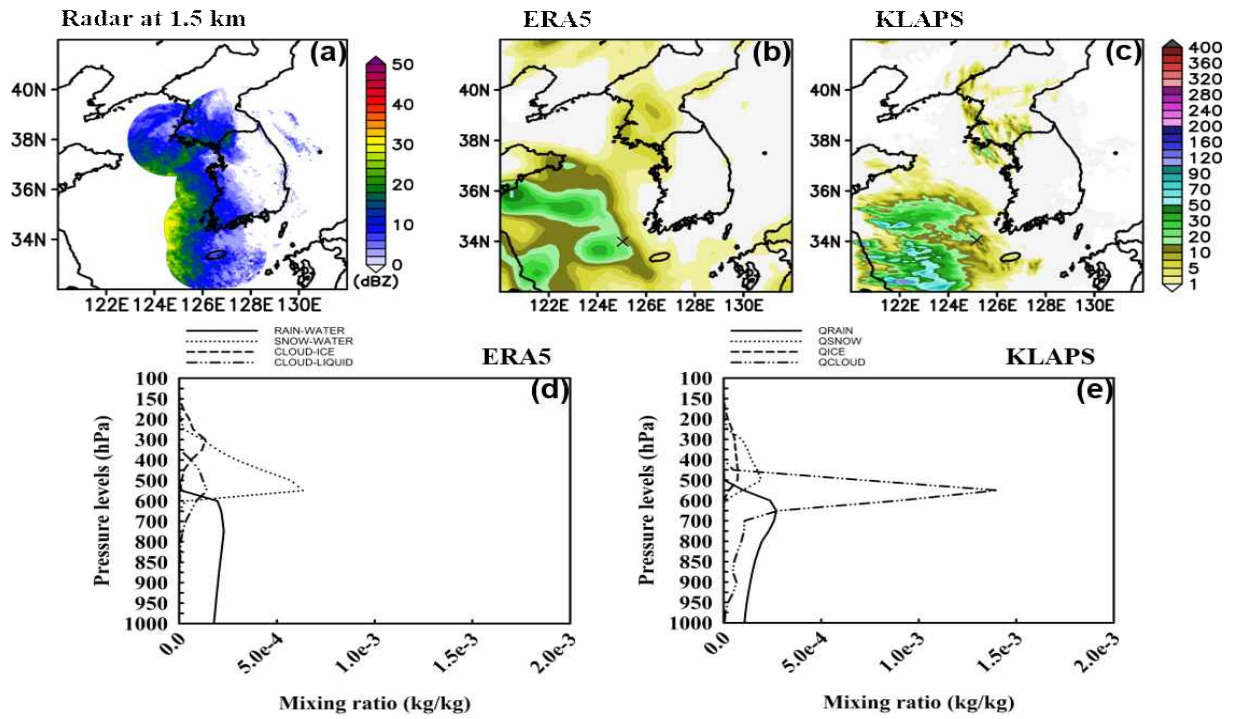 Radar at 1.5 km
ERA5
KLAPS
(a)
(b)
(c)
50
40
30
20
10
0
(dBZ)
400
360
320
280
240
200
160
120
90
70
50
30
20
10
5
1
40N
38N
36N
34N
122E 124E 126E 128E 130E
40N
38N
36N
34N
122E 124E 126E 128E 130E
40N
38N
36N
34N
122E 124E 126E 128E 130E
RAIN-WATER
SNOW-WATER
CLOUD-ICE
CLOUD-LIQUID
ERA5
(d)
Pressure levels (hPa)
100
150
200
300
400
500
600
700
800
850
900
950
1000
0.0 5.0e-4 1.0e-3 1.5e-3 2.0e-3
Mixing ratio (kg/kg)
QRAIN
QSNOW
QICE
QCLOUD
KLAPS
(e)
Pressure levels (hPa)
100
150
200
300
400
500
600
700
800
850
900
950
1000
0.0 5.0e-4 1.0e-3 1.5e-3 2.0e-3
Mixing ratio (kg/kg)